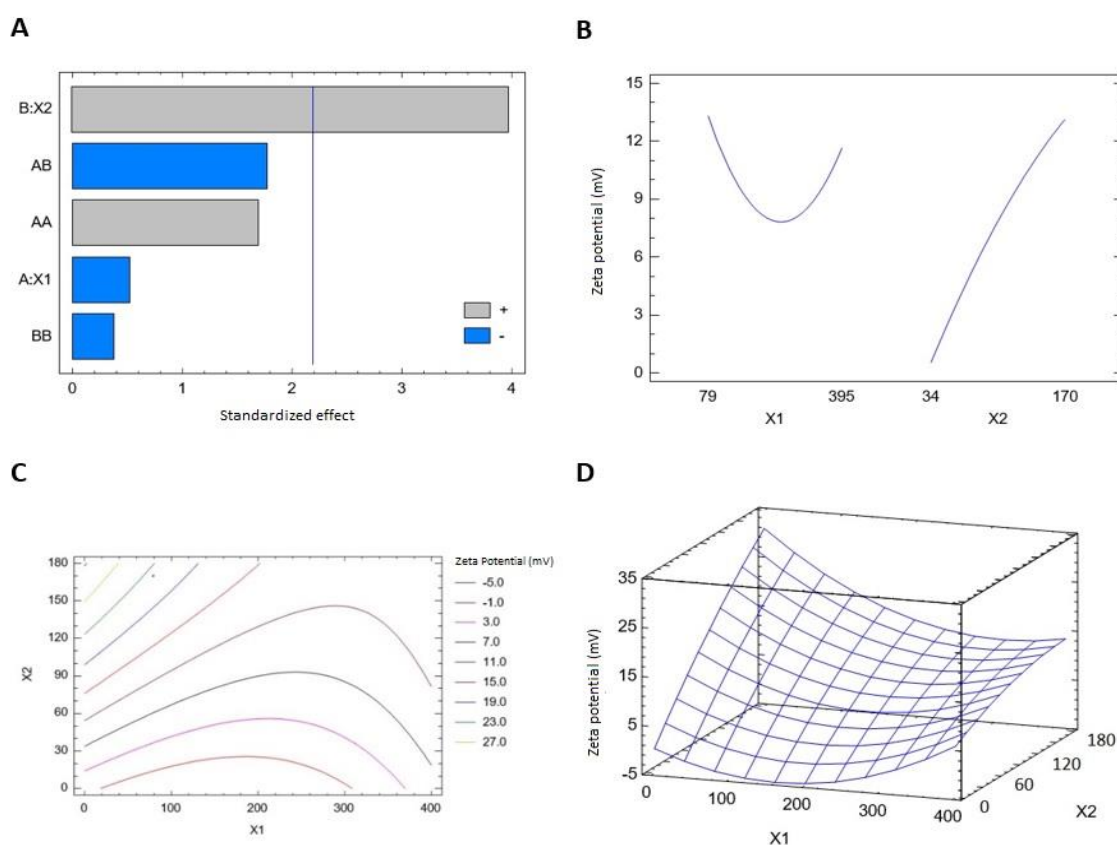 A
B:X2
AB
AA
A:X1
BB
+
-
0 1 2 3 4
Standardized effect
B
15
12
9
6
3
0
Zeta potential (mV)
79 395 34 170
X1 X2
C
180
150
120
90
60
30
0
X2
0 100 200 300 400
X1
Zeta Potential (mV)
-5.0
-1.0
3.0
7.0
11.0
15.0
19.0
23.0
27.0
D
35
25
15
5
-5
Zeta potential (mV)
0 100 200 300 400
X1
0 60 120 180
X2